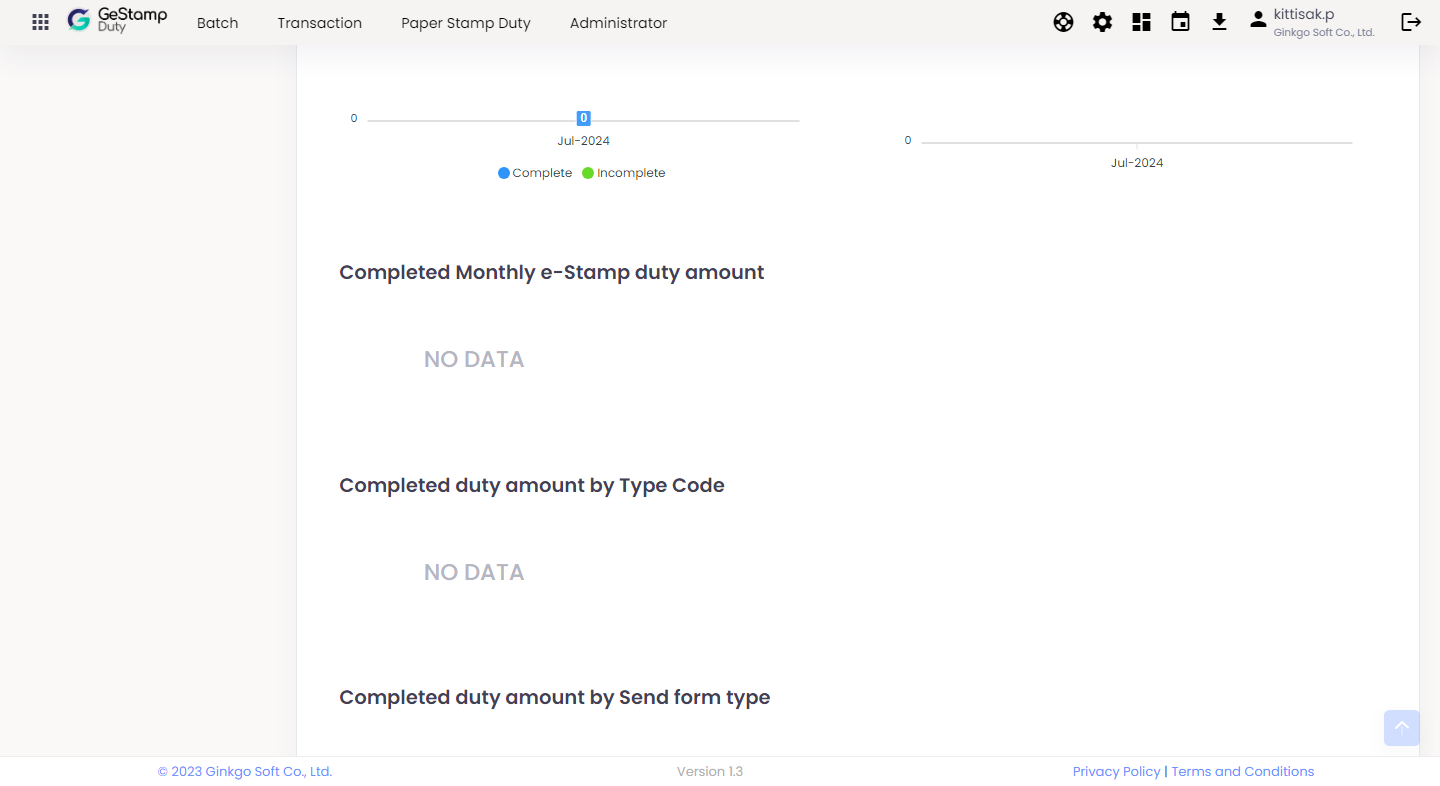 GeStamp
Duty
Batch
Transaction
Paper Stamp Duty
Administrator
kittisak.p
Ginkgo Soft Co., Ltd.
0
0
Jul-2024
Complete
Incomplete
0
Jul-2024
Completed Monthly e-Stamp duty amount
NO DATA
Completed duty amount by Type Code
NO DATA
Completed duty amount by Send form type
© 2023 Ginkgo Soft Co., Ltd.
Version 1.3
Privacy Policy | Terms and Conditions